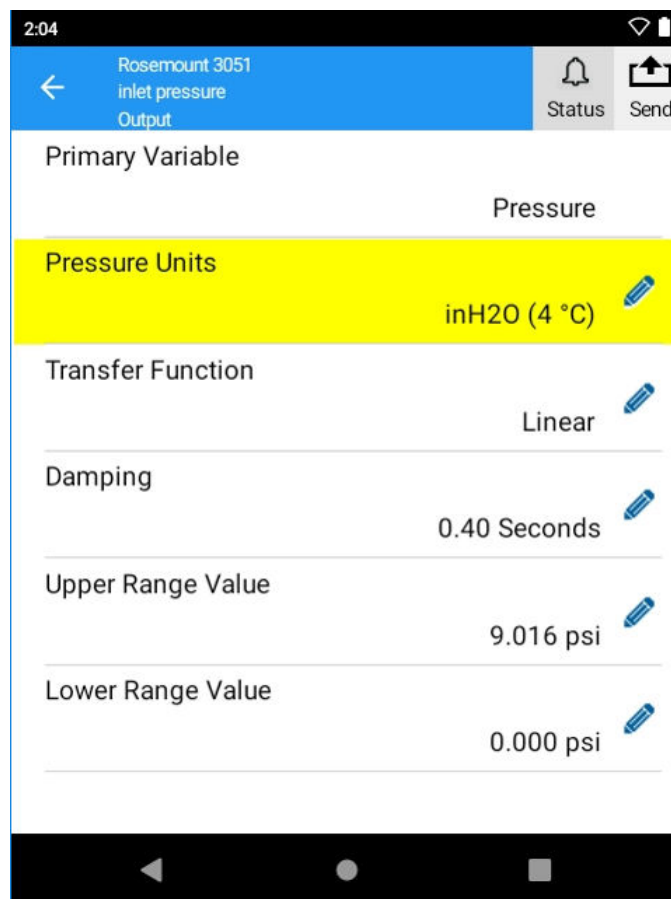 2:04
Rosemount 3051
inlet pressure
Output
Status
Send
Primary Variable
Pressure
Pressure Units
inH2O (4 °C)
Transfer Function
Linear
Damping
0.40 Seconds
Upper Range Value
9.016 psi
Lower Range Value
0.000 psi